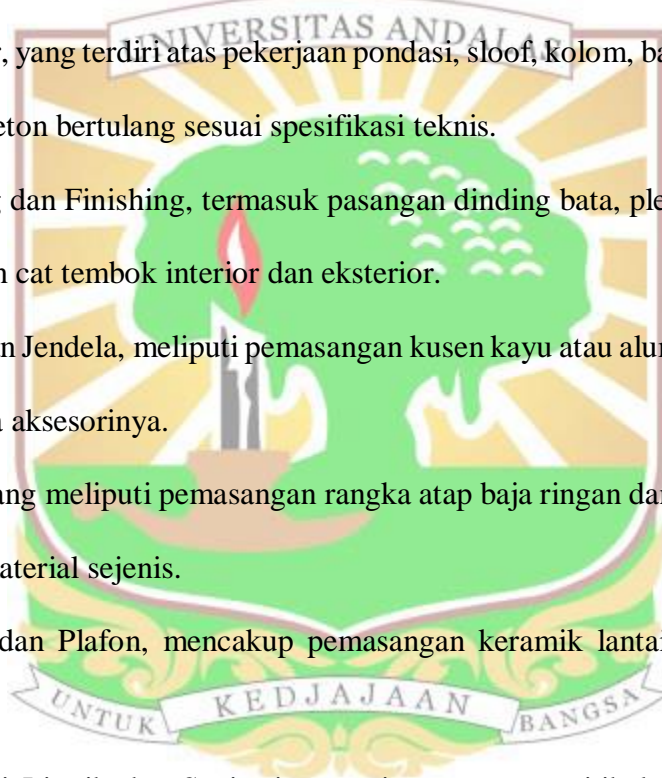 UNIVERSITAS ANDALAS
, yang terdiri atas pekerjaan pondasi, sloof, kolom, ba
eton bertulang sesuai spesifikasi teknis.
dan Finishing, termasuk pasangan dinding bata, ple
cat tembok interior dan eksterior.
n Jendela, meliputi pemasangan kusen kayu atau alu
aksesorinya.
ang meliputi pemasangan rangka atap baja ringan da
aterial sejenis.
dan Plafon, mencakup pemasangan keramik lantai
UNTUK KEDJAJAAN BANGSA